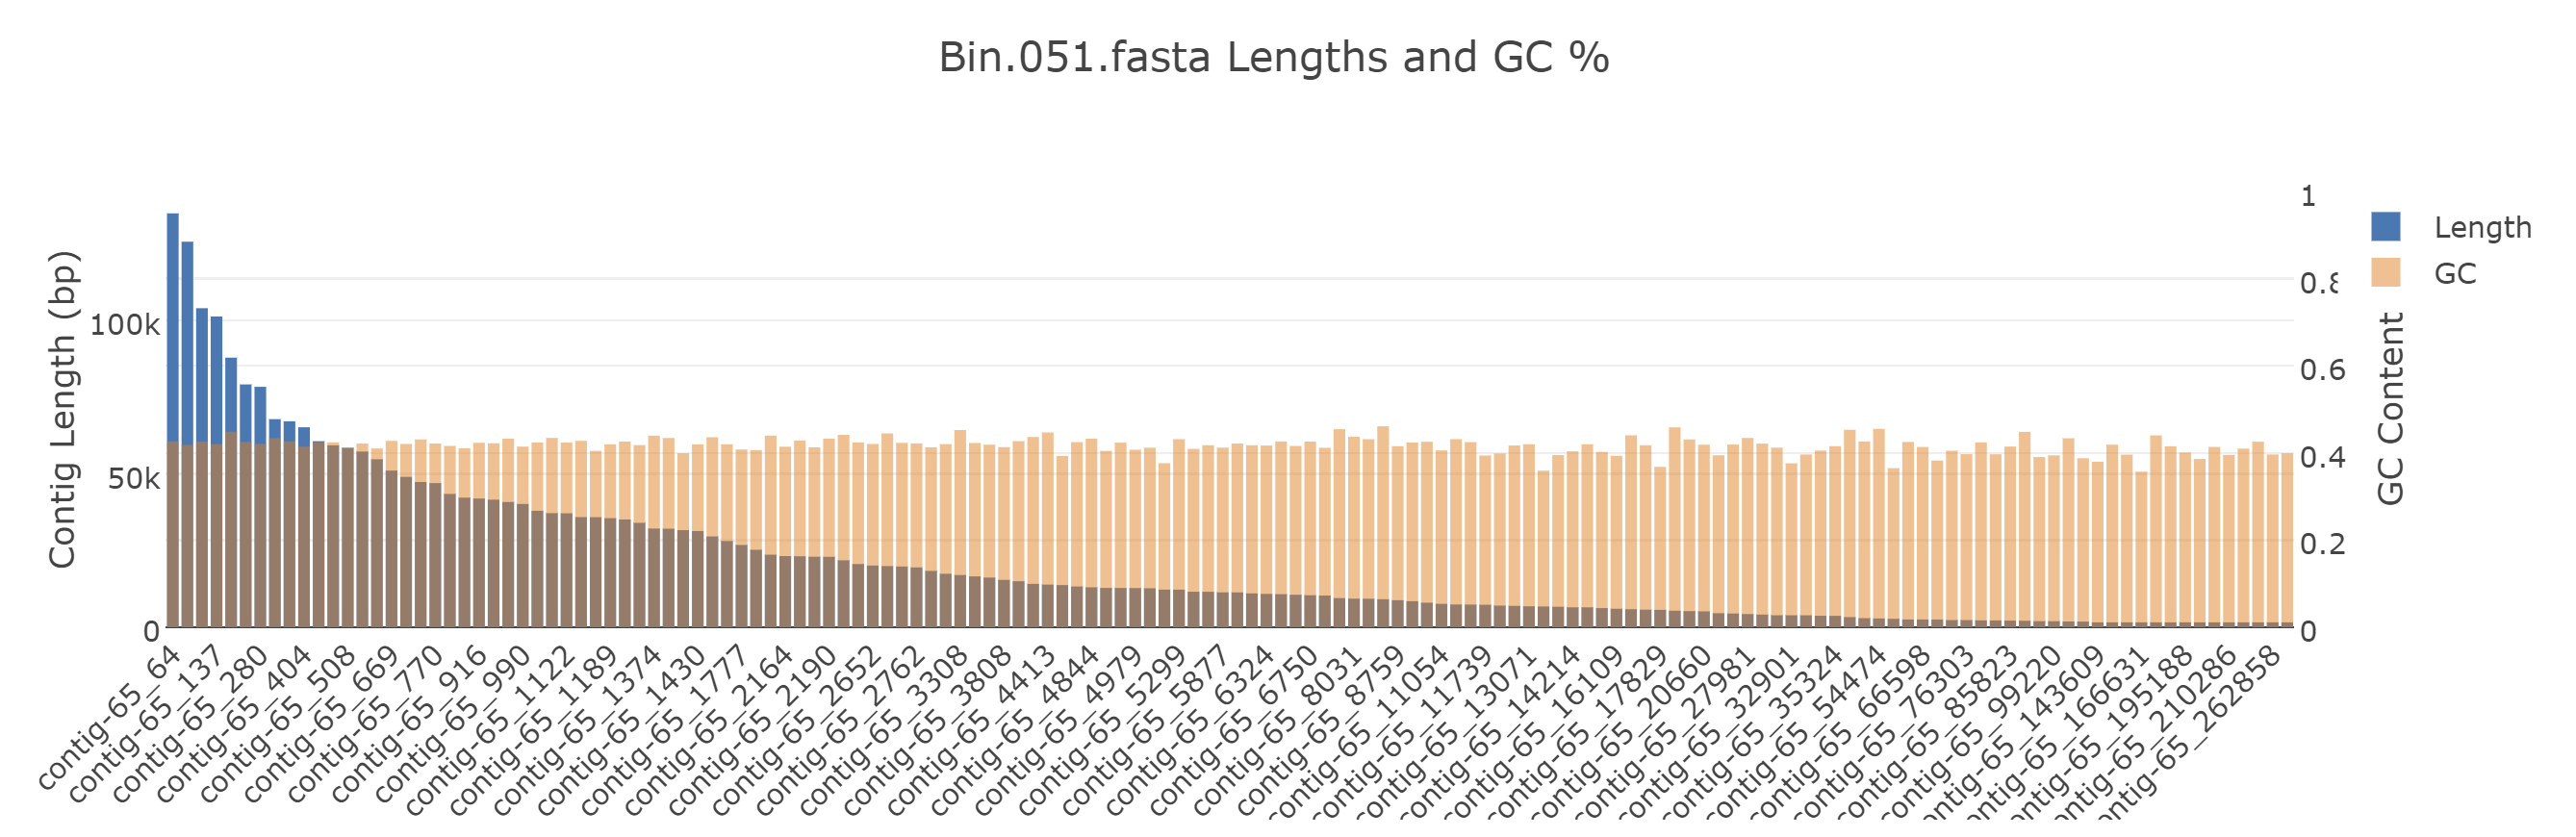 Bin.051.fasta Lengths and GC %
Contig Length (bp)
100k
50k
0
1
0.8
0.6
0.4
0.2
0
GC Content
Length
GC
contig-65_64
contig-65_137
contig-65_280
contig-65_404
contig-65_508
contig-65_669
contig-65_770
contig-65_916
contig-65_990
contig-65_1122
contig-65_1189
contig-65_1374
contig-65_1430
contig-65_1777
contig-65_2164
contig-65_2190
contig-65_2652
contig-65_2762
contig-65_3308
contig-65_3808
contig-65_4413
contig-65_4844
contig-65_4979
contig-65_5299
contig-65_5877
contig-65_6324
contig-65_6750
contig-65_8031
contig-65_8759
contig-65_11054
contig-65_11739
contig-65_13071
contig-65_14214
contig-65_16109
contig-65_17829
contig-65_20660
contig-65_27981
contig-65_32901
contig-65_35324
contig-65_54474
contig-65_66598
contig-65_76303
contig-65_85823
contig-65_99220
ontig-65_143609
ontig-65_166631
ontig-65_195188
ontig-65_210286
ontig-65_262858